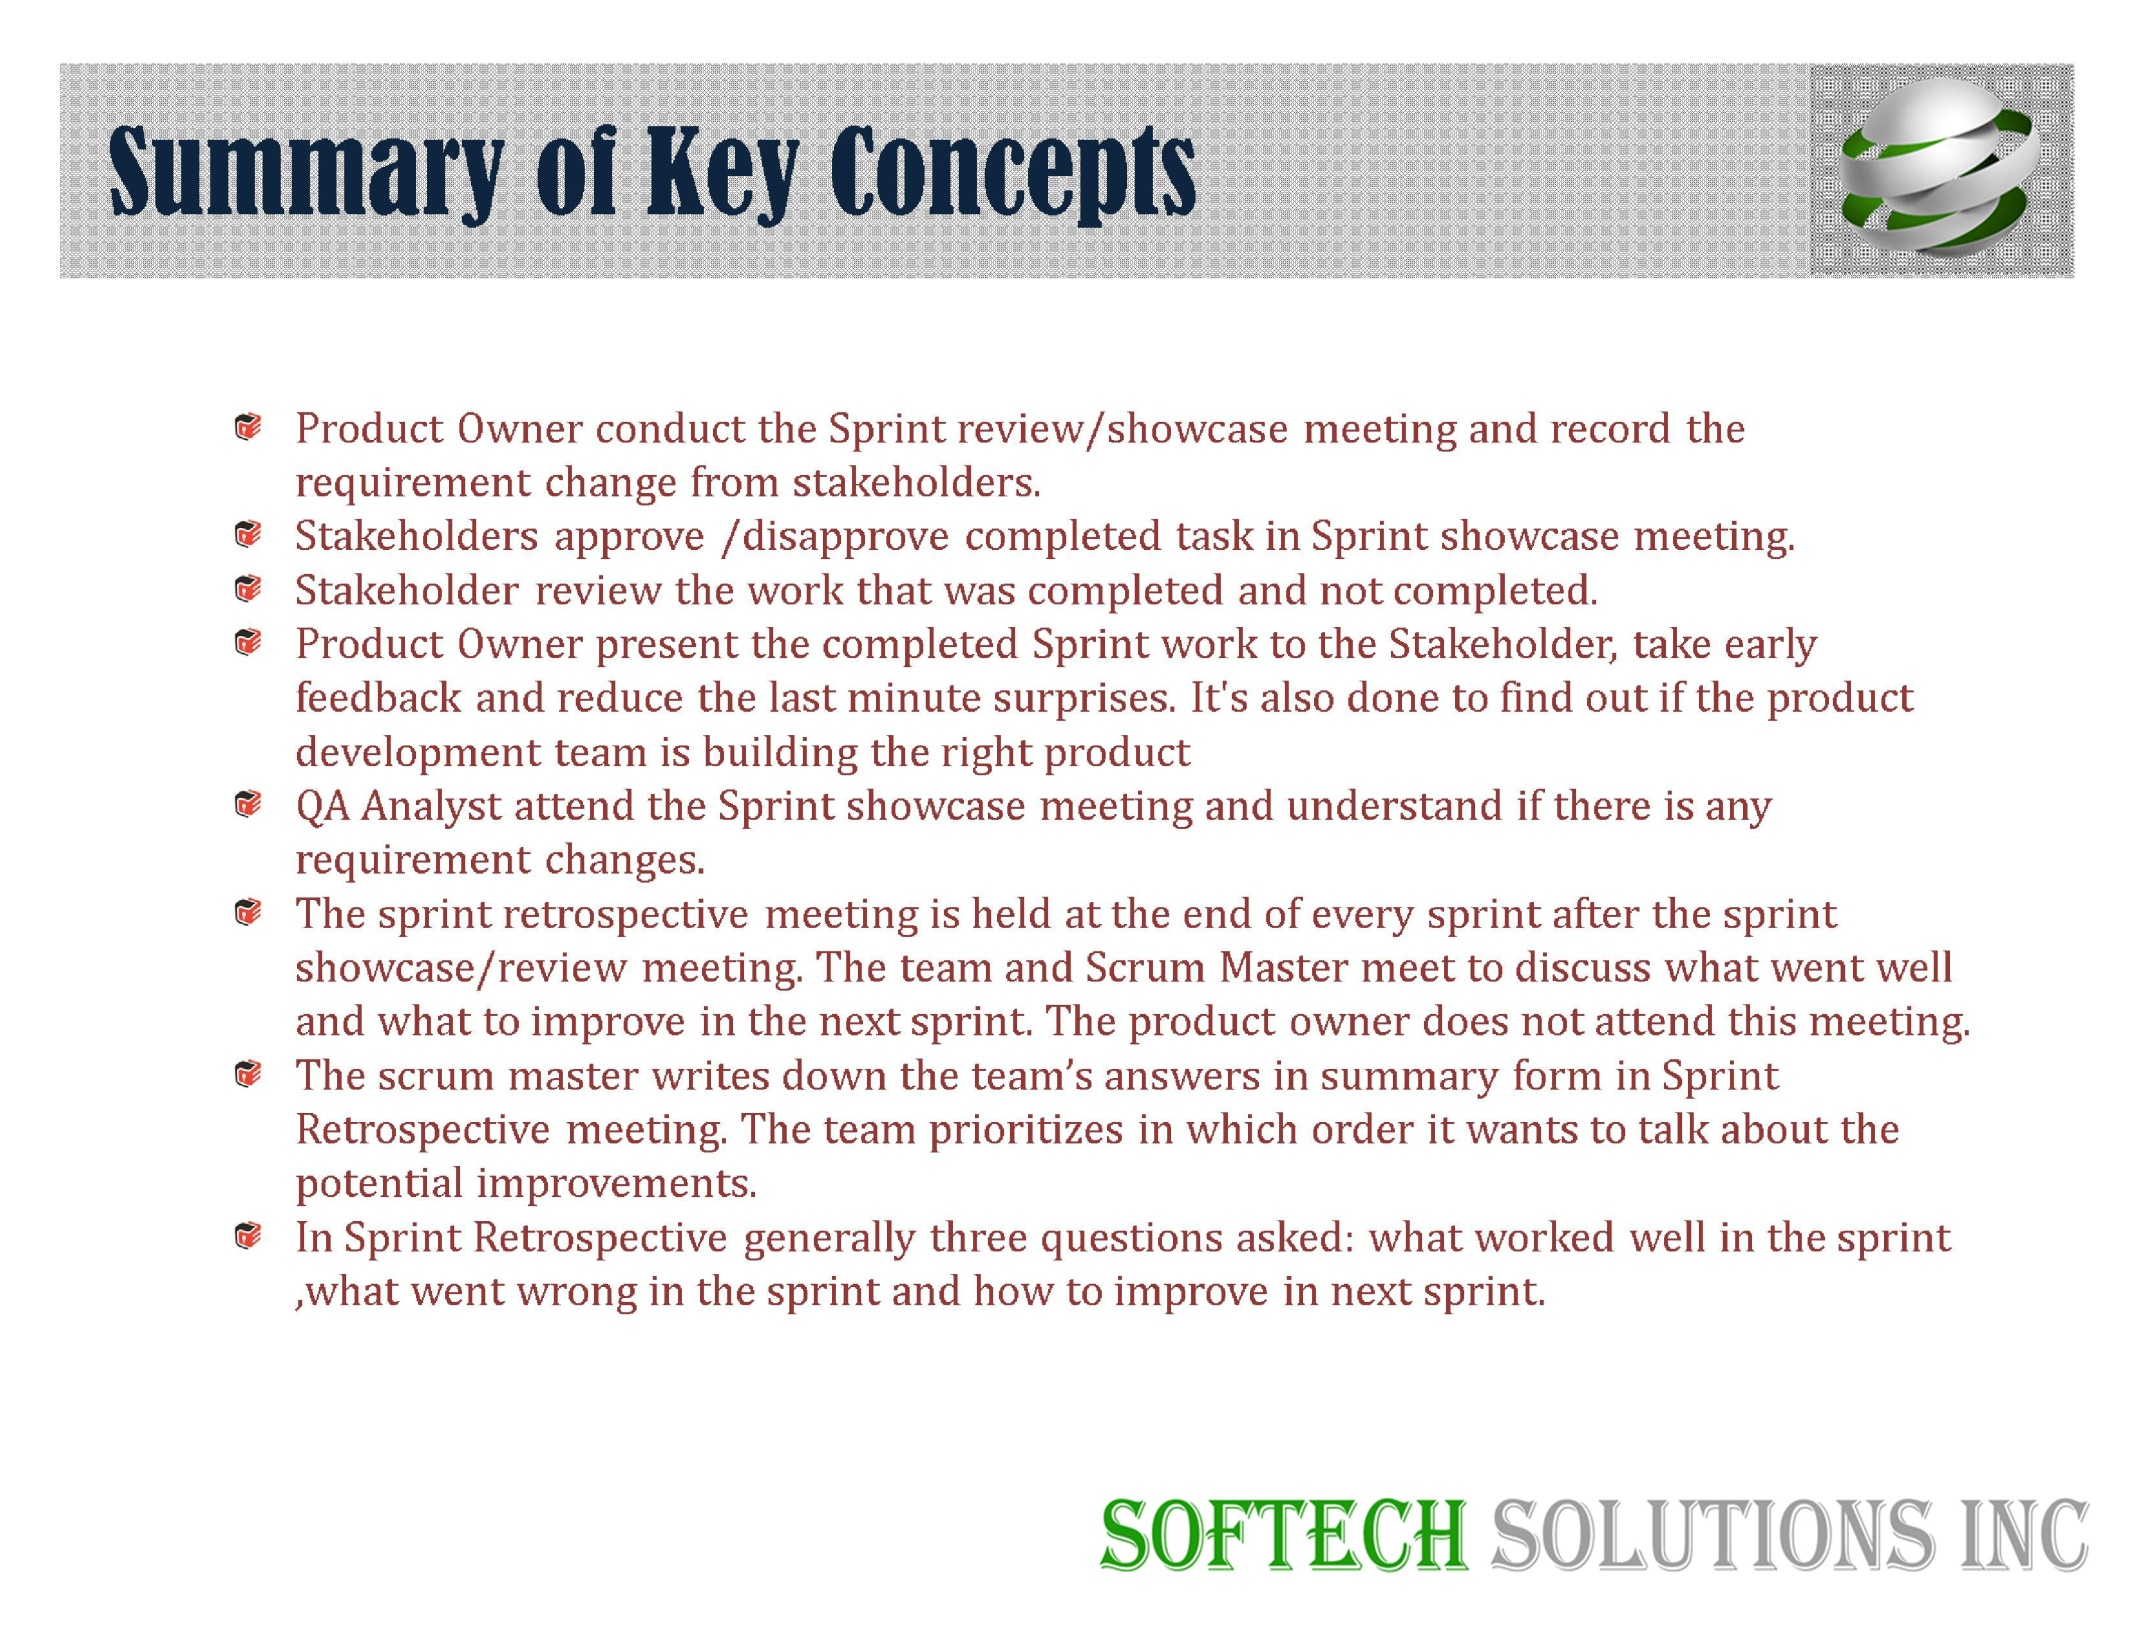 Summary of Key Concepts
Product Owner conduct the Sprint review/showcase meeting and record the
requirement change from stakeholders.
Stakeholders approve /disapprove completed task in Sprint showcase meeting.
Stakeholder review the work that was completed and not completed.
Product Owner present the completed Sprint work to the Stakeholder, take early
feedback and reduce the last minute surprises. It's also done to find out if the product
development team is building the right product
QA Analyst attend the Sprint showcase meeting and understand if there is any
requirement changes.
The sprint retrospective meeting is held at the end of every sprint after the sprint
showcase/review meeting. The team and Scrum Master meet to discuss what went well
and what to improve in the next sprint. The product owner does not attend this meeting.
The scrum master writes down the team’s answers in summary form in Sprint
Retrospective meeting. The team prioritizes in which order it wants to talk about the
potential improvements.
In Sprint Retrospective generally three questions asked: what worked well in the sprint
,what went wrong in the sprint and how to improve in next sprint.
SOFTECH SOLUTIONS INC